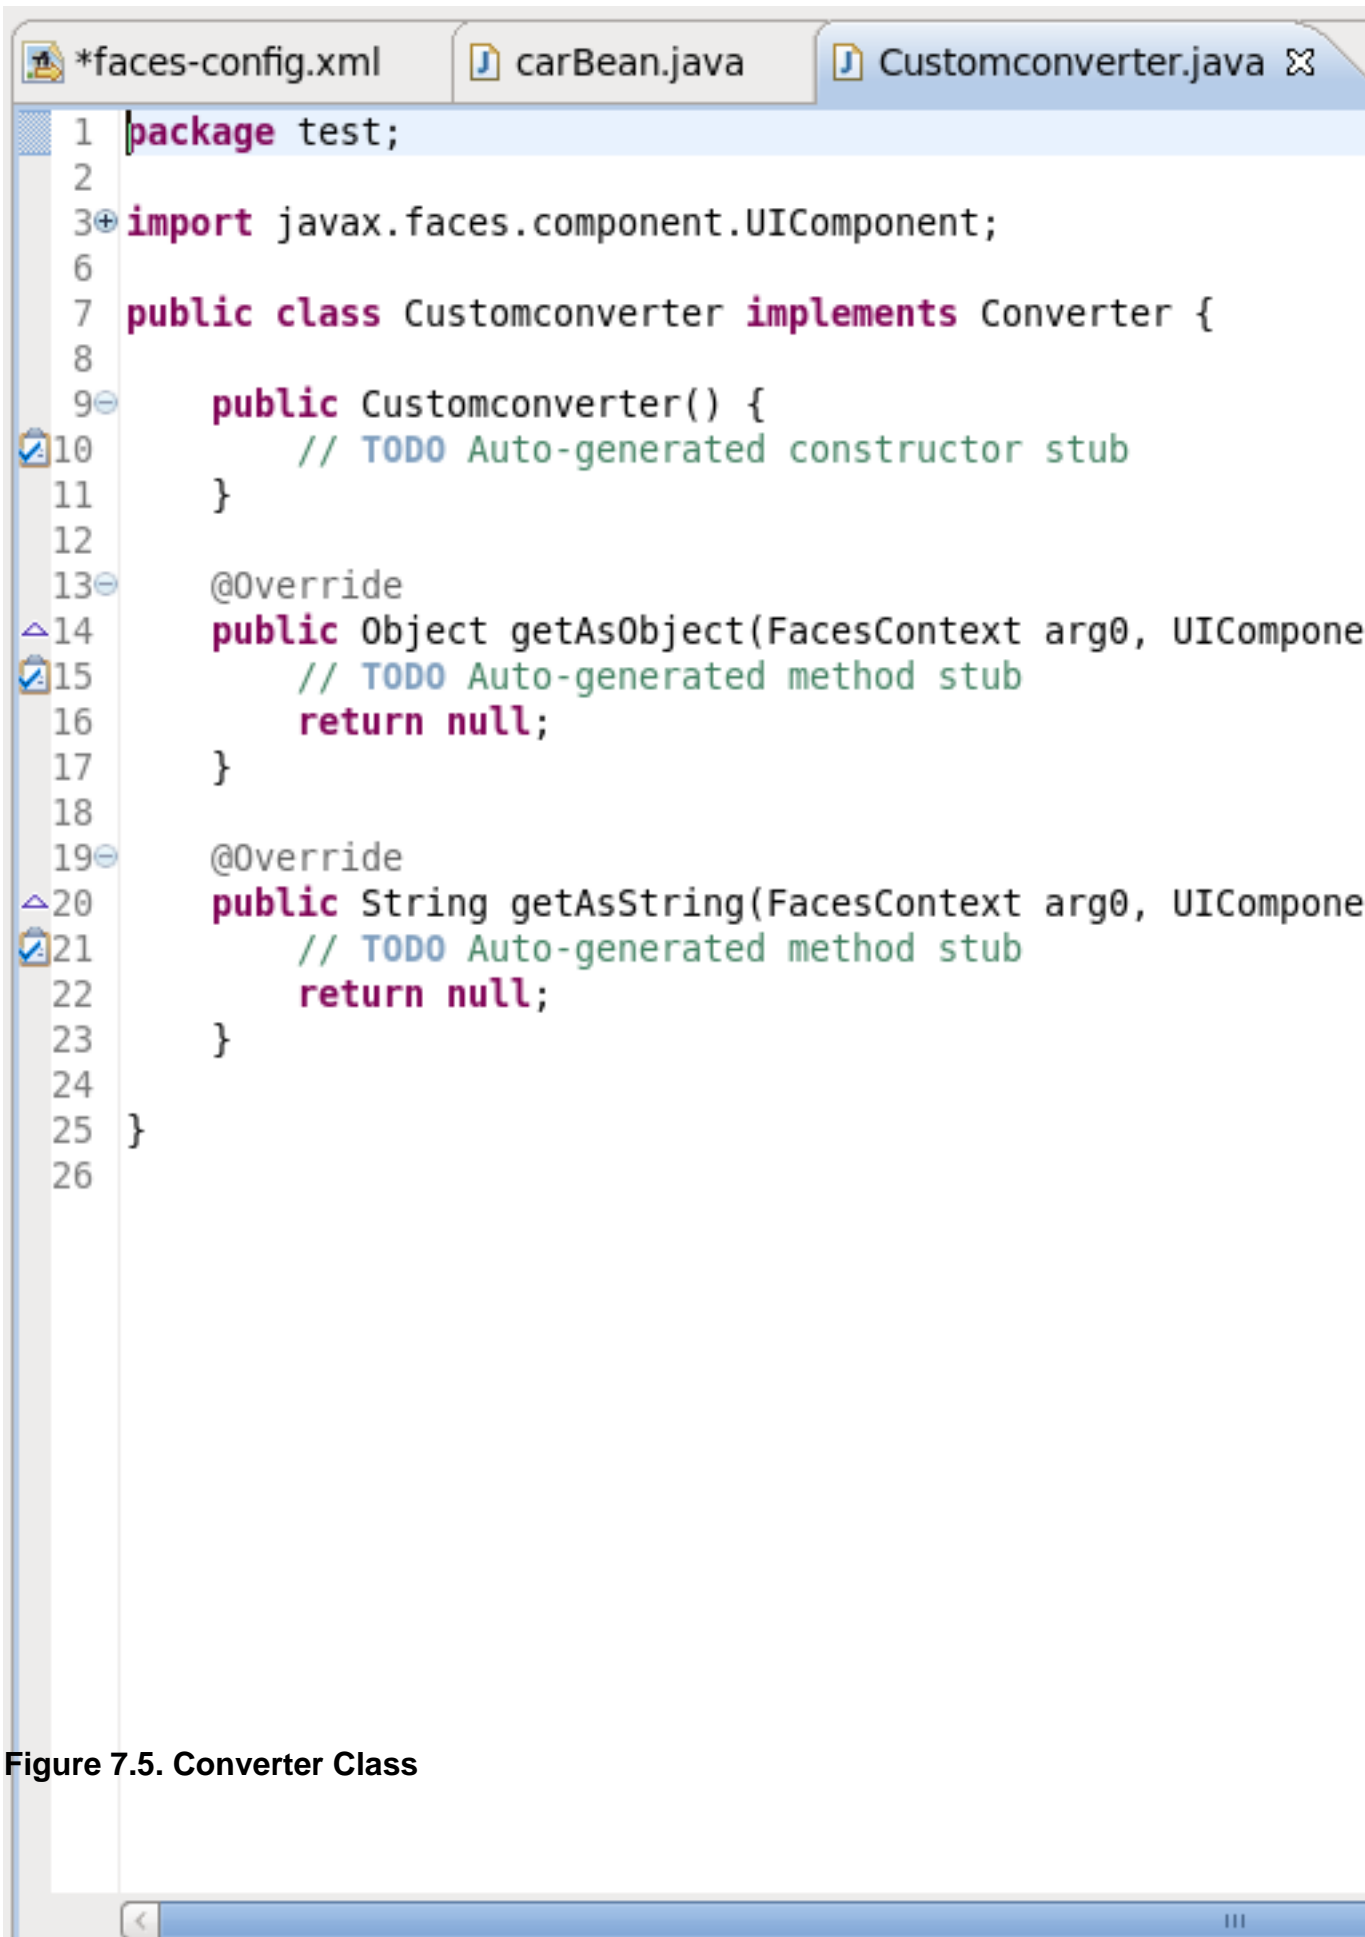 *faces-config.xml carBean.java Customconverter.java
1 package test;
2
3 import javax.faces.component.UIComponent;
6
7 public class Customconverter implements Converter {
8
9 public Customconverter() {
10 // TODO Auto-generated constructor stub
11 }
12
13 @Override
14 public Object getAsObject(FacesContext arg0, UICompone
15 // TODO Auto-generated method stub
16 return null;
17 }
18
19 @Override
20 public String getAsString(FacesContext arg0, UICompone
21 // TODO Auto-generated method stub
22 return null;
23 }
24
25 }
26
Figure 7.5. Converter Class